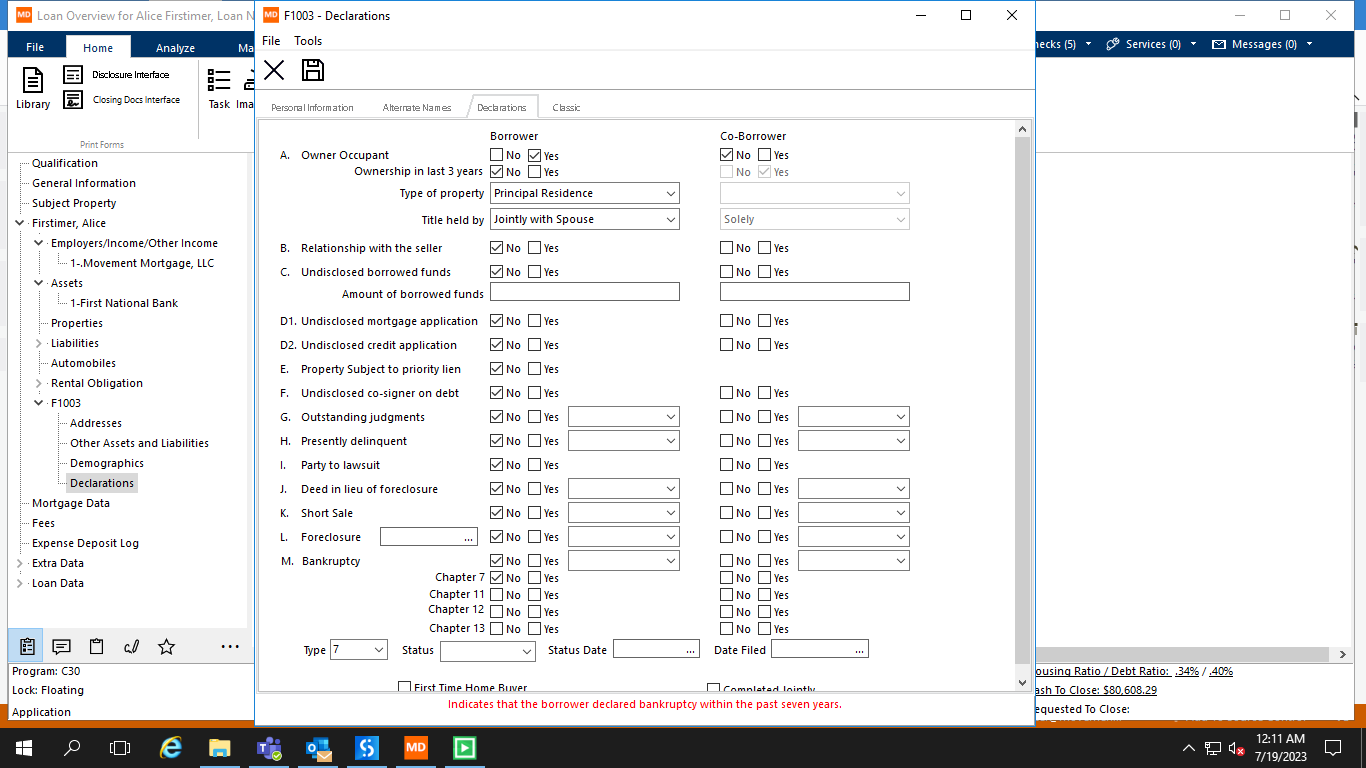 MD Loan Overview for Alice Firstimer, Loan N
MD F1003 - Declarations
File Home Analyze Ma
File Tools
hecks (5) Services (0) Messages (0)
Library
Disclosure Interface
Closing Docs Interface
Task Ima
Print Forms
Personal Information Alternate Names Declarations Classic
Qualification
General Information
Subject Property
Firstimer, Alice
Employers/Income/Other Income
1-.Movement Mortgage, LLC
Assets
1-First National Bank
Properties
Liabilities
Automobiles
Rental Obligation
F1003
Addresses
Other Assets and Liabilities
Demographics
Declarations
Mortgage Data
Fees
Expense Deposit Log
Extra Data
Loan Data
...
Program: C30
Lock: Floating
Application
Borrower Co-Borrower
A. Owner Occupant No Yes No Yes
Ownership in last 3 years No Yes No Yes
Type of property Principal Residence
Title held by Jointly with Spouse Solely
B. Relationship with the seller No Yes No Yes
C. Undisclosed borrowed funds No Yes No Yes
Amount of borrowed funds
D1. Undisclosed mortgage application No Yes No Yes
D2. Undisclosed credit application No Yes No Yes
E. Property Subject to priority lien No Yes
F. Undisclosed co-signer on debt No Yes No Yes
G. Outstanding judgments No Yes No Yes
H. Presently delinquent No Yes No Yes
I. Party to lawsuit No Yes No Yes
J. Deed in lieu of foreclosure No Yes No Yes
K. Short Sale No Yes No Yes
L. Foreclosure ... No Yes No Yes
M. Bankruptcy No Yes No Yes
Chapter 7 No Yes No Yes
Chapter 11 No Yes No Yes
Chapter 12 No Yes No Yes
Chapter 13 No Yes No Yes
Type 7 Status Status Date ... Date Filed ...
First Time Home Buyer Completed Jointly
Indicates that the borrower declared bankruptcy within the past seven years.
ousing Ratio / Debt Ratio: .34% / .40%
ash To Close: $80,608.29
equested To Close:
MD
12:11 AM
7/19/2023